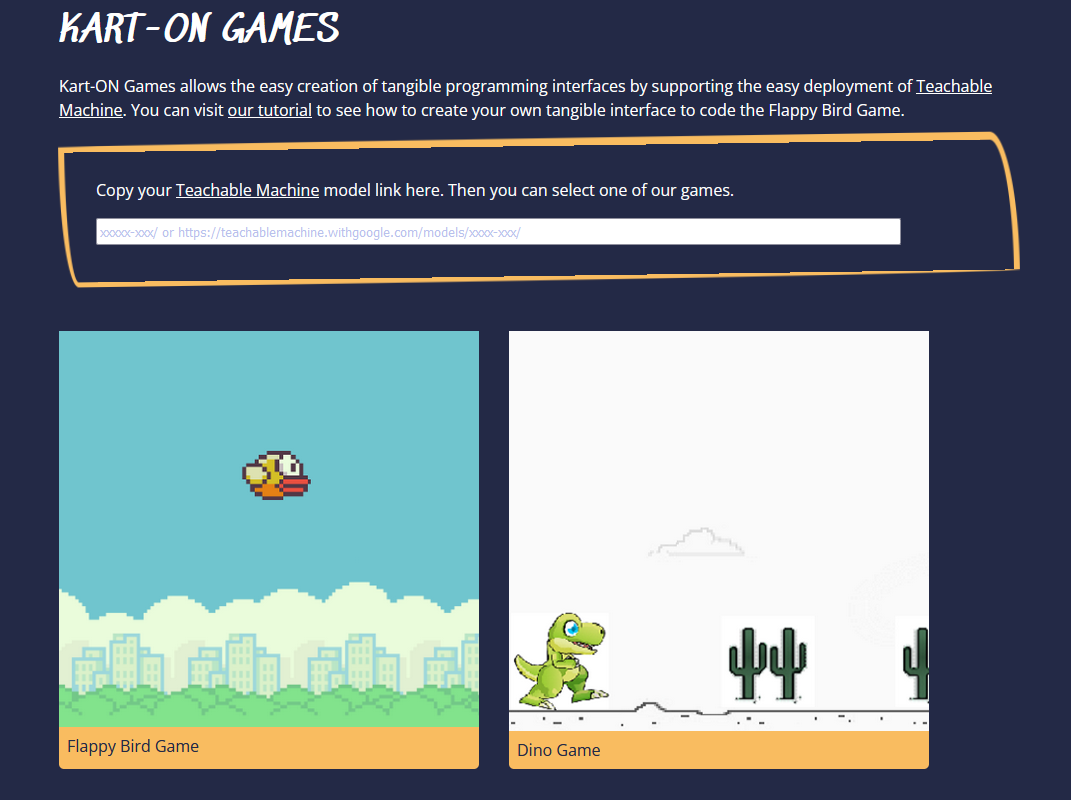 KART-ON GAMES
Kart-ON Games allows the easy creation of tangible programming interfaces by supporting the easy deployment of Teachable
Machine. You can visit our tutorial to see how to create your own tangible interface to code the Flappy Bird Game.
Copy your Teachable Machine model link here. Then you can select one of our games.
xxxxx-xxx/ or https://teachablemachine.withgoogle.com/models/xxxx-xxx/
Flappy Bird Game
Dino Game